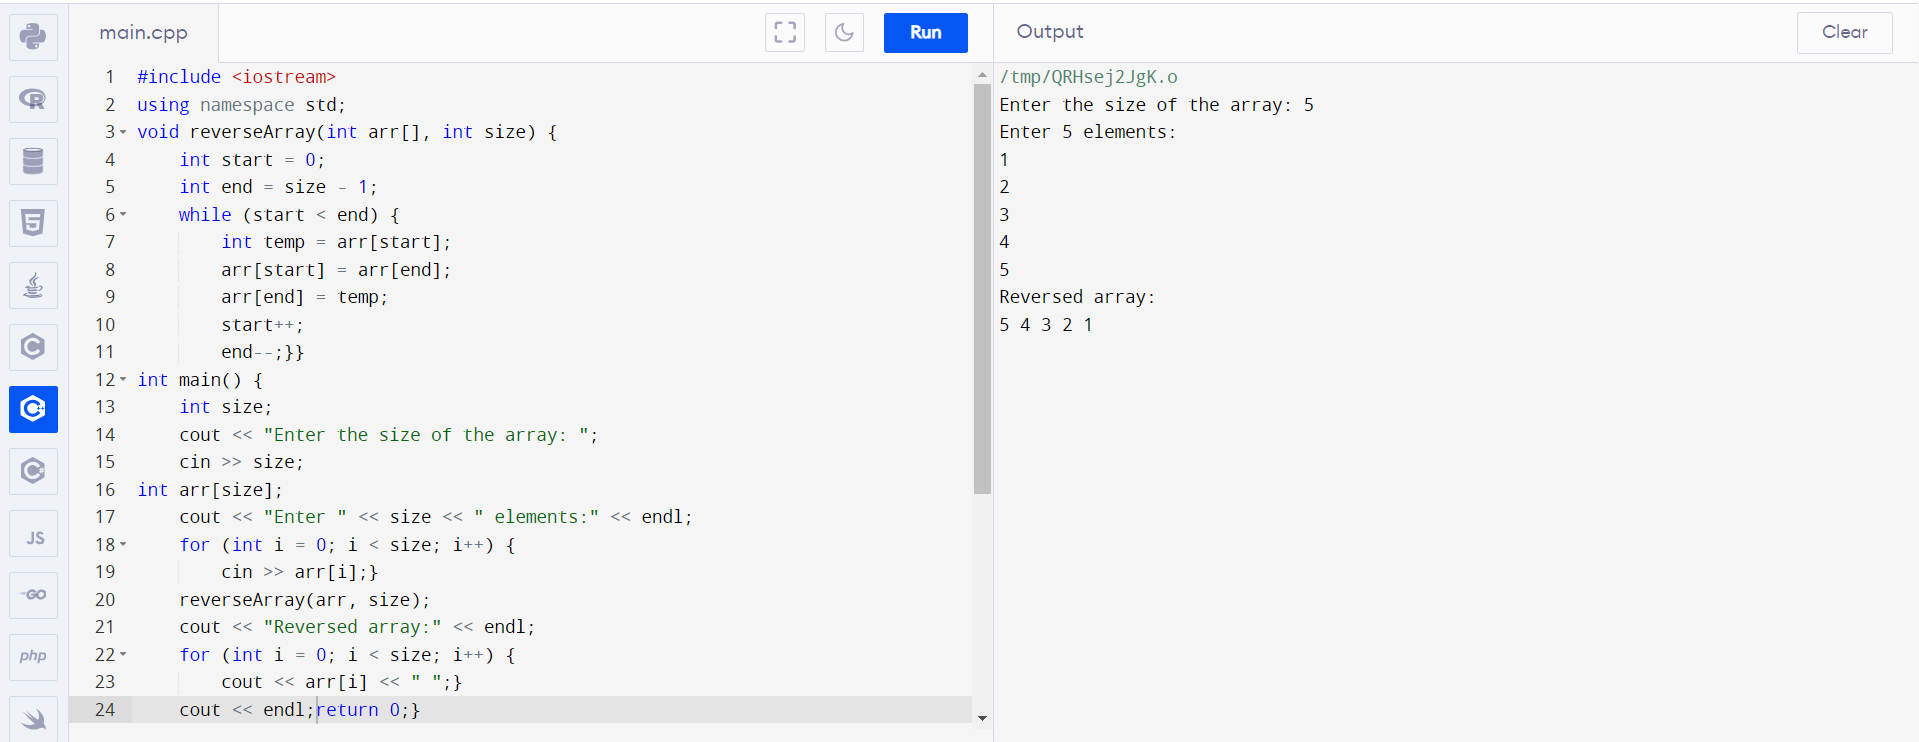 main.cpp
Run
Output
Clear
1 #include <iostream>
2 using namespace std;
3 void reverseArray(int arr[], int size) {
4     int start = 0;
5     int end = size - 1;
6     while (start < end) {
7         int temp = arr[start];
8         arr[start] = arr[end];
9         arr[end] = temp;
10         start++;
11         end--;}}
12 int main() {
13     int size;
14     cout << "Enter the size of the array: ";
15     cin >> size;
16 int arr[size];
17     cout << "Enter " << size << " elements:" << endl;
18     for (int i = 0; i < size; i++) {
19         cin >> arr[i];}
20     reverseArray(arr, size);
21     cout << "Reversed array:" << endl;
22     for (int i = 0; i < size; i++) {
23         cout << arr[i] << " ";}
24     cout << endl;return 0;}
/tmp/QRHsej2JgK.o
Enter the size of the array: 5
Enter 5 elements:
1
2
3
4
5
Reversed array:
5 4 3 2 1
R
5
C
C++
C#
JS
GO
php